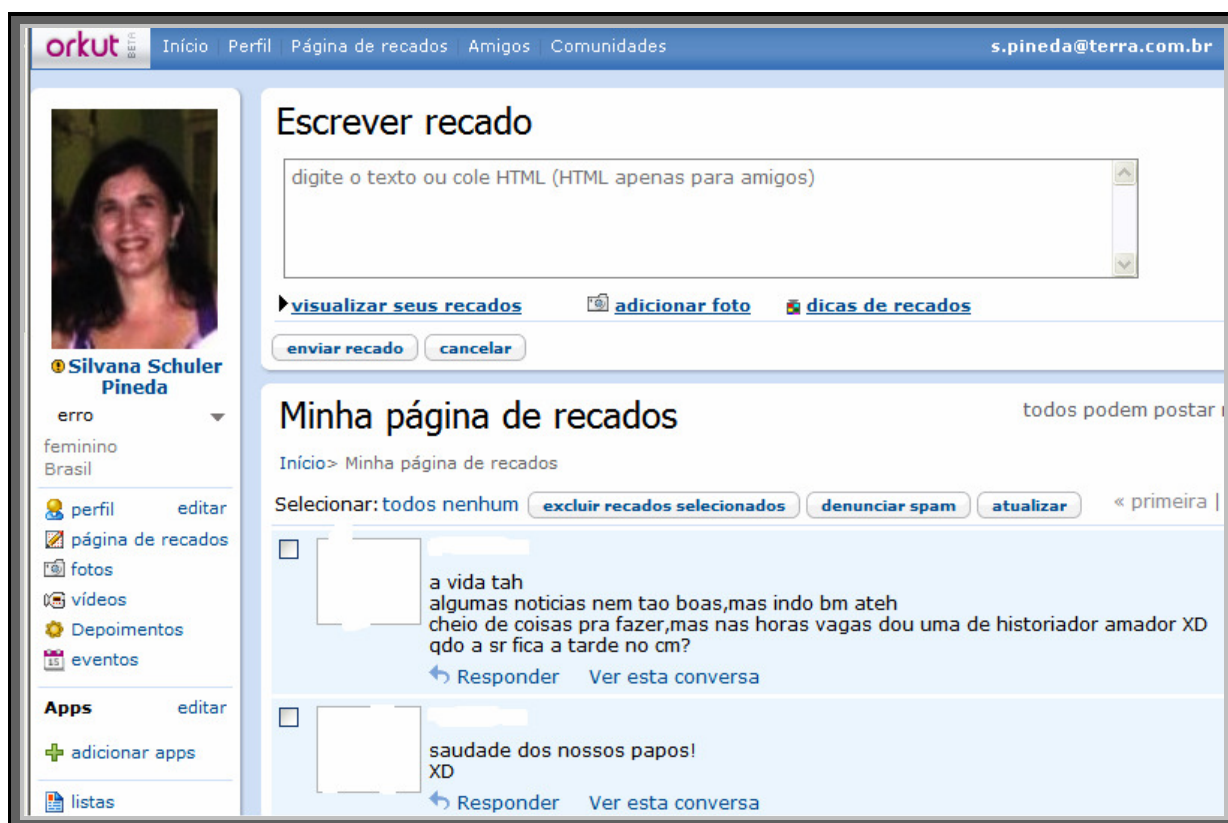 orkut BETA Início Perfil Página de recados Amigos Comunidades s.pineda@terra.com.br
Silvana Schuler
Pineda
erro
feminino
Brasil
perfil editar
página de recados
fotos
vídeos
Depoimentos
eventos
Apps editar
adicionar apps
listas
Escrever recado
digite o texto ou cole HTML (HTML apenas para amigos)
visualizar seus recados adicionar foto dicas de recados
enviar recado cancelar
Minha página de recados todos podem postar
Início> Minha página de recados
Selecionar: todos nenhum excluir recados selecionados denunciar spam atualizar « primeira |
a vida tah
algumas noticias nem tao boas,mas indo bm ateh
cheio de coisas pra fazer,mas nas horas vagas dou uma de historiador amador XD
qdo a sr fica a tarde no cm?
Responder Ver esta conversa
saudade dos nossos papos!
XD
Responder Ver esta conversa